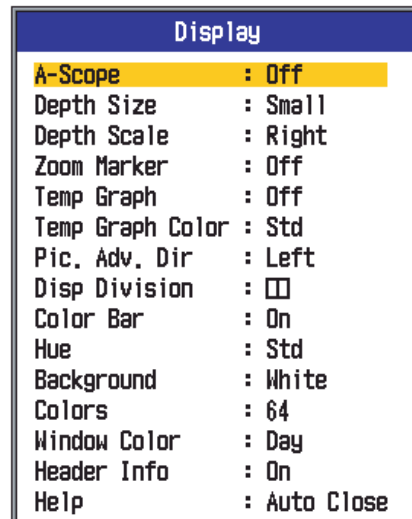 Display
A-Scope : Off
Depth Size : Small
Depth Scale : Right
Zoom Marker : Off
Temp Graph : Off
Temp Graph Color : Std
Pic. Adv. Dir : Left
Disp Division :
Color Bar : On
Hue : Std
Background : White
Colors : 64
Window Color : Day
Header Info : On
Help : Auto Close